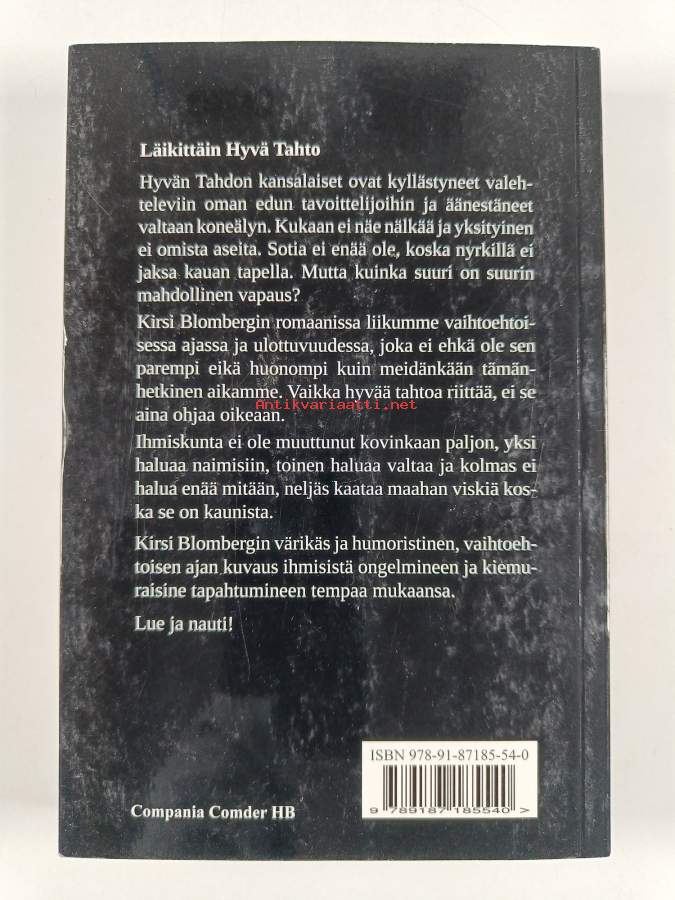 Läikittäin Hyvä Tahto
Hyvän Tahdon kansalaiset ovat kyllästyneet valeh-
televiin oman edun tavoittelijoihin ja äänestäneet
valtaan koneälyn. Kukaan ei näe nälkää ja yksityinen
ei omista aseita. Sotia ei enää ole, koska nyrkillä ei
jaksa kauan tapella. Mutta kuinka suuri on suurin
mahdollinen vapaus?
Kirsi Blombergin romaanissa liikumme vaihtoehtoi-
sessa ajassa ja ulottuvuudessa, joka ei ehkä ole sen
parempi eikä huonompi kuin meidänkään tämän-
hetkinen aikamme. Vaikka hyvää tahtoa riittää, ei se
Antikvariaatti.net
aina ohjaa oikeaan.
Ihmiskunta ei ole muuttunut kovinkaan paljon, yksi
haluaa naimisiin, toinen haluaa valtaa ja kolmas ei
halua enää mitään, neljäs kaataa maahan viskiä kos-
ka se on kaunista.
Kirsi Blombergin värikäs ja humoristinen, vaihtoeh-
toisen ajan kuvaus ihmisistä ongelmineen ja kiemu-
raisine tapahtumineen tempaa mukaansa.
Lue ja nauti!
ISBN 978-91-87185-54-0
9 789187 185540 >
Compania Comder HB